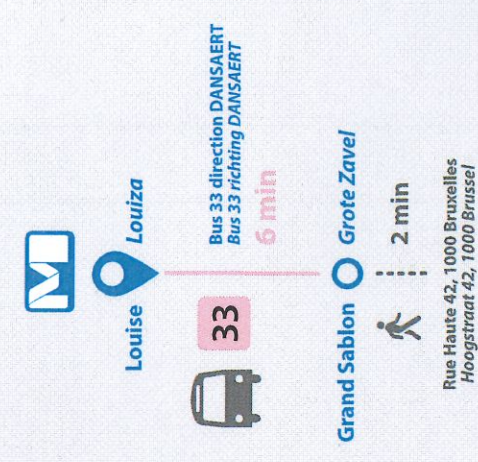 M
Louise Louiza
33
Bus 33 direction DANSAERT
Bus 33 richting DANSAERT
6 min
Grand Sablon Grote Zavel
2 min
Rue Haute 42, 1000 Bruxelles
Hoogstraat 42, 1000 Brussel